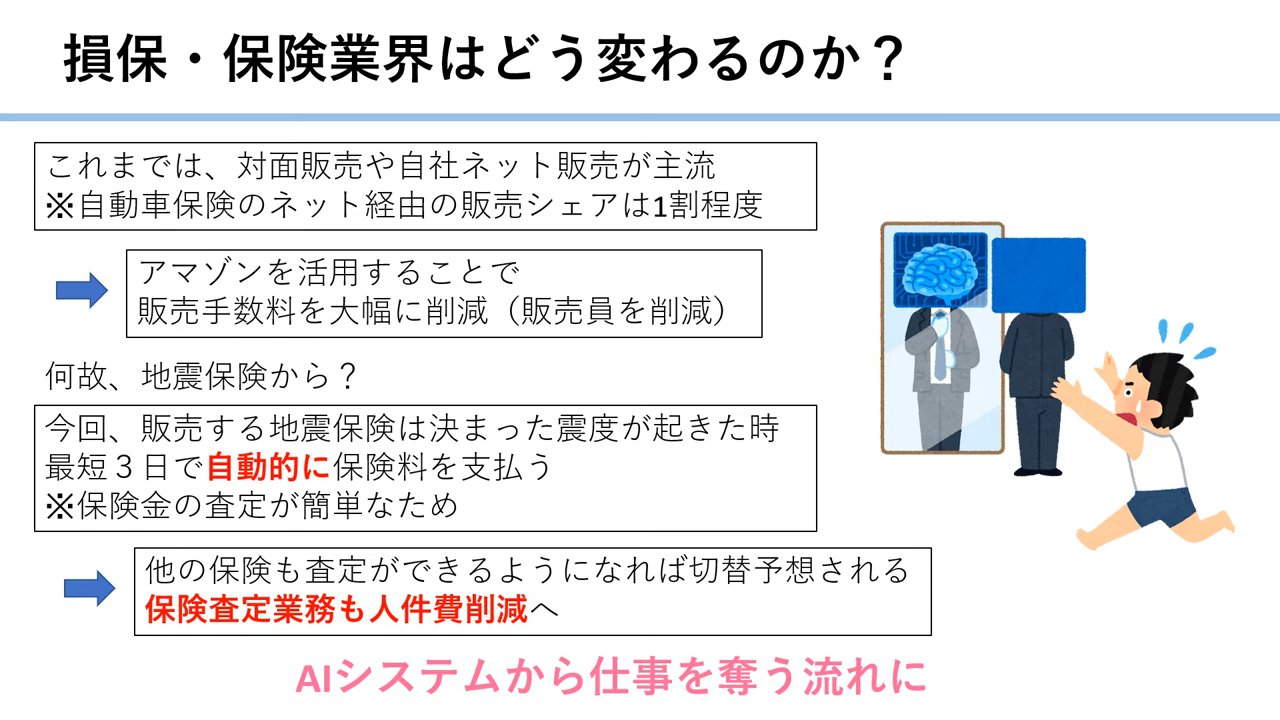 損保・保険業界はどう変わるのか？
これまでは、対面販売や自社ネット販売が主流
※自動車保険のネット経由の販売シェアは1割程度
アマゾンを活用することで
販売手数料を大幅に削減（販売員を削減）
何故、地震保険から？
今回、販売する地震保険は決まった震度が起きた時
最短３日で自動的に保険料を支払う
※保険金の査定が簡単なため
他の保険も査定ができるようになれば切替予想される
保険査定業務も人件費削減へ
AIシステムから仕事を奪う流れに